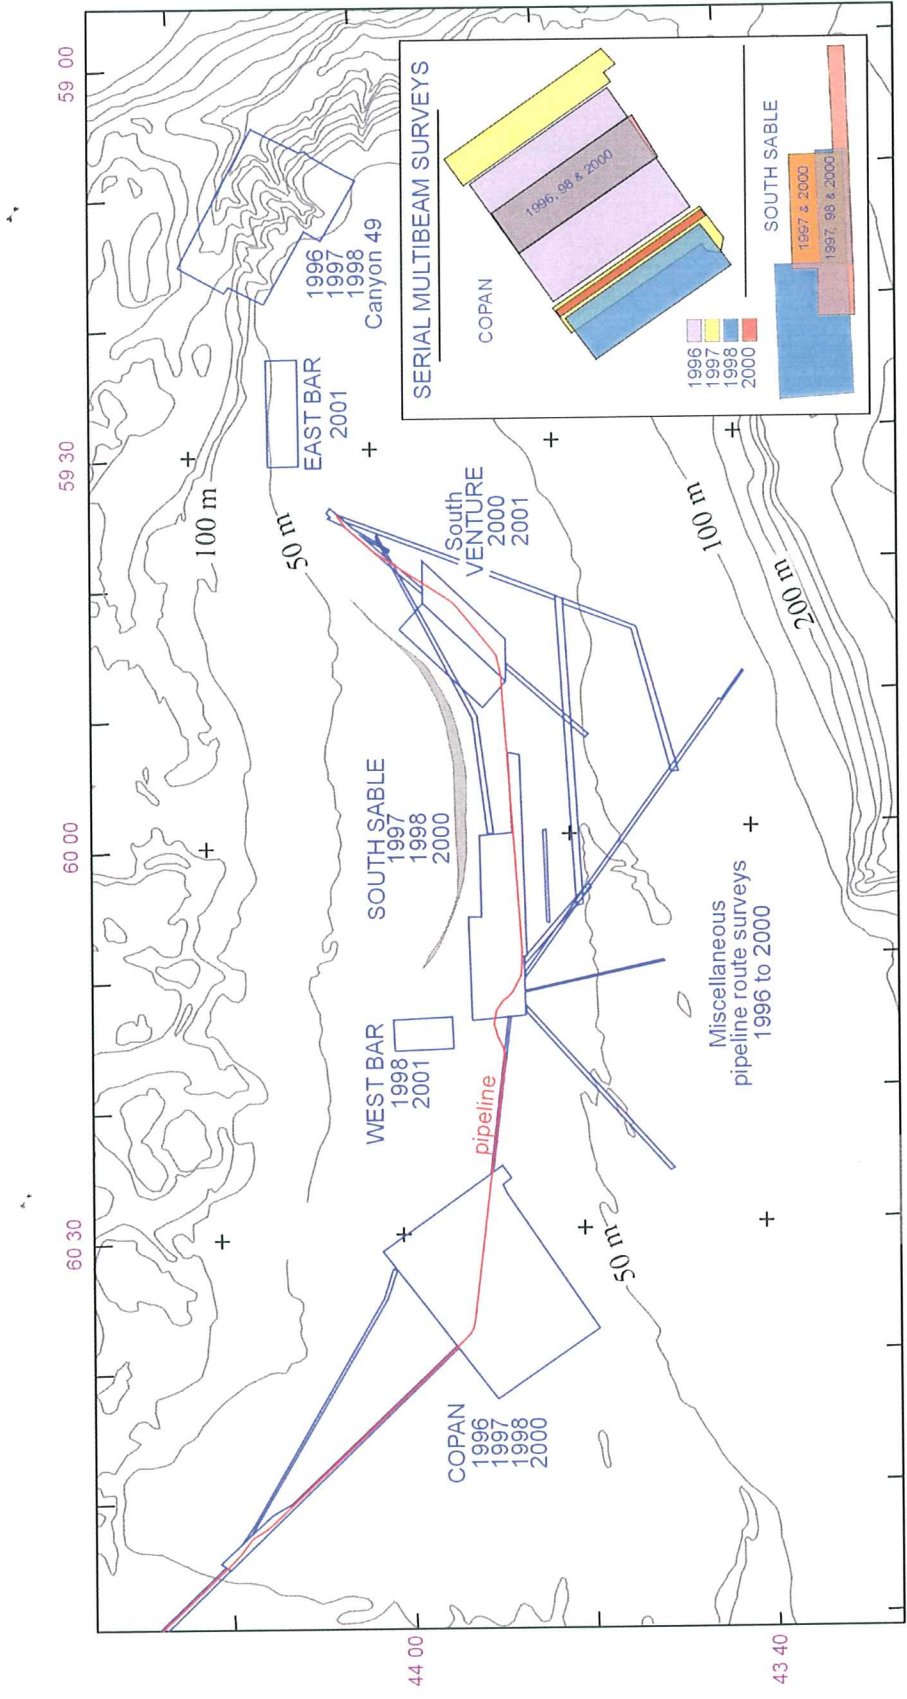 60 30
60 00
59 30
59 00
100 m
50 m
1996
1997
1998
Canyon 49
EAST BAR
2001
SOUTH SABLE
1997
1998
2000
South
VENTURE
2000
2001
WEST BAR
1998
2001
pipeline
COPAN
1996
1997
1998
2000
50 m
Miscellaneous
pipeline route surveys
1996 to 2000
100 m
200 m
44 00
43 40
SERIAL MULTIBEAM SURVEYS
COPAN
1996, 98 & 2000
1996
1997
1998
2000
SOUTH SABLE
1997 & 2000
1997, 98 & 2000